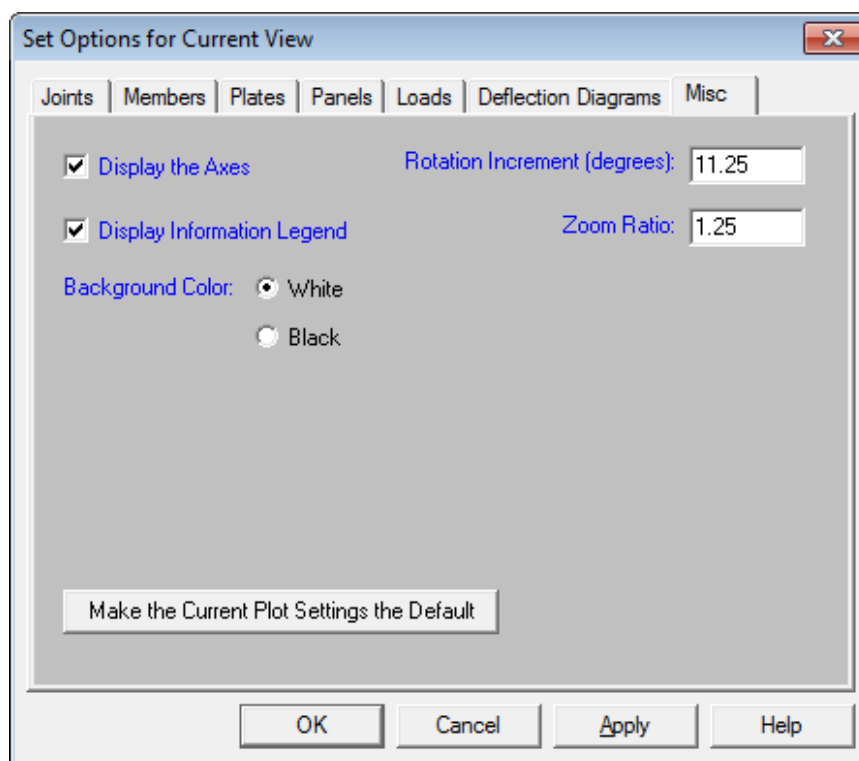 Set Options for Current View
Joints Members Plates Panels Loads Deflection Diagrams Misc
Display the Axes Rotation Increment (degrees): 11.25
Display Information Legend Zoom Ratio: 1.25
Background Color: White
Black
Make the Current Plot Settings the Default
OK Cancel Apply Help